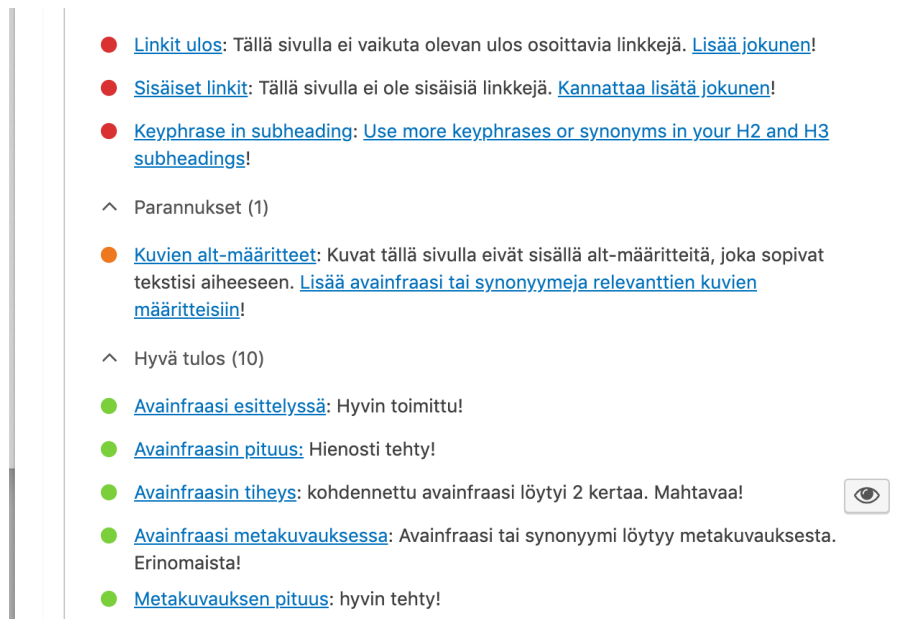 Linkit ulos: Tällä sivulla ei vaikuta olevan ulos osoittavia linkkejä. Lisää jokunen!
Sisäiset linkit: Tällä sivulla ei ole sisäisiä linkkejä. Kannattaa lisätä jokunen!
Keyphrase in subheading: Use more keyphrases or synonyms in your H2 and H3
subheadings!
Parannukset (1)
Kuvien alt-määritteet: Kuvat tällä sivulla eivät sisällä alt-määritteitä, joka sopivat
tekstisi aiheeseen. Lisää avainfraasi tai synonyymeja relevanttien kuvien
määritteisiin!
Hyvä tulos (10)
Avainfraasi esittelyssä: Hyvin toimittu!
Avainfraasin pituus: Hienosti tehty!
Avainfraasin tiheys: kohdennettu avainfraasi löytyi 2 kertaa. Mahtavaa!
Avainfraasi metakuvauksessa: Avainfraasi tai synonyymi löytyy metakuvauksesta.
Erinomaista!
Metakuvauksen pituus: hyvin tehty!